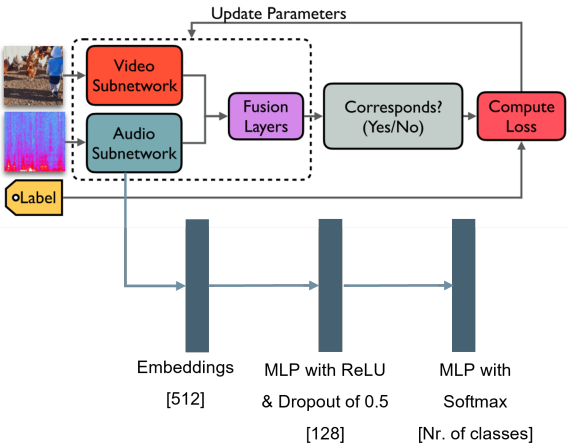 Update Parameters
Video
Subnetwork
Audio
Subnetwork
Fusion
Layers
Corresponds?
(Yes/No)
Compute
Loss
Label
Embeddings
[512]
MLP with ReLU
& Dropout of 0.5
[128]
MLP with
Softmax
[Nr. of classes]